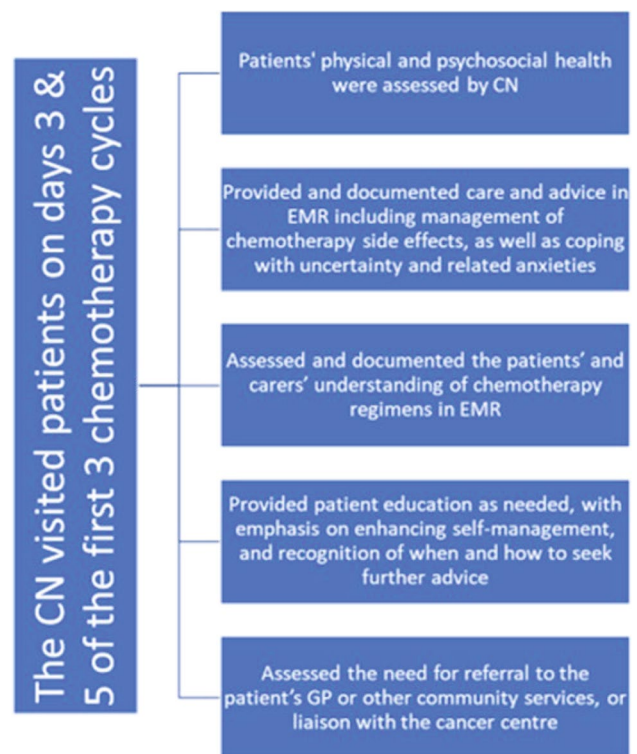 The CN visited patients on days 3 &
5 of the first 3 chemotherapy cycles
Patients' physical and psychosocial health
were assessed by CN
Provided and documented care and advice in
EMR including management of
chemotherapy side effects, as well as coping
with uncertainty and related anxieties
Assessed and documented the patients’ and
carers’ understanding of chemotherapy
regimens in EMR
Provided patient education as needed, with
emphasis on enhancing self-management,
and recognition of when and how to seek
further advice
Assessed the need for referral to the
patient’s GP or other community services, or
liaison with the cancer centre